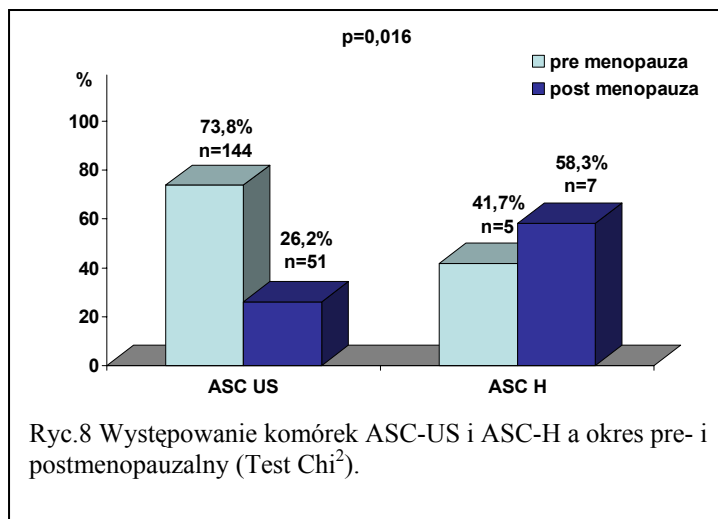 p=0,016
pre menopauza
post menopauza
%
100
80
60
40
20
0
73,8%
n=144
26,2%
n=51
41,7%
n=5
58,3%
n=7
ASC US
ASC H
Ryc.8 Występowanie komórek ASC-US i ASC-H a okres pre- i
postmenopauzalny (Test Chi²).